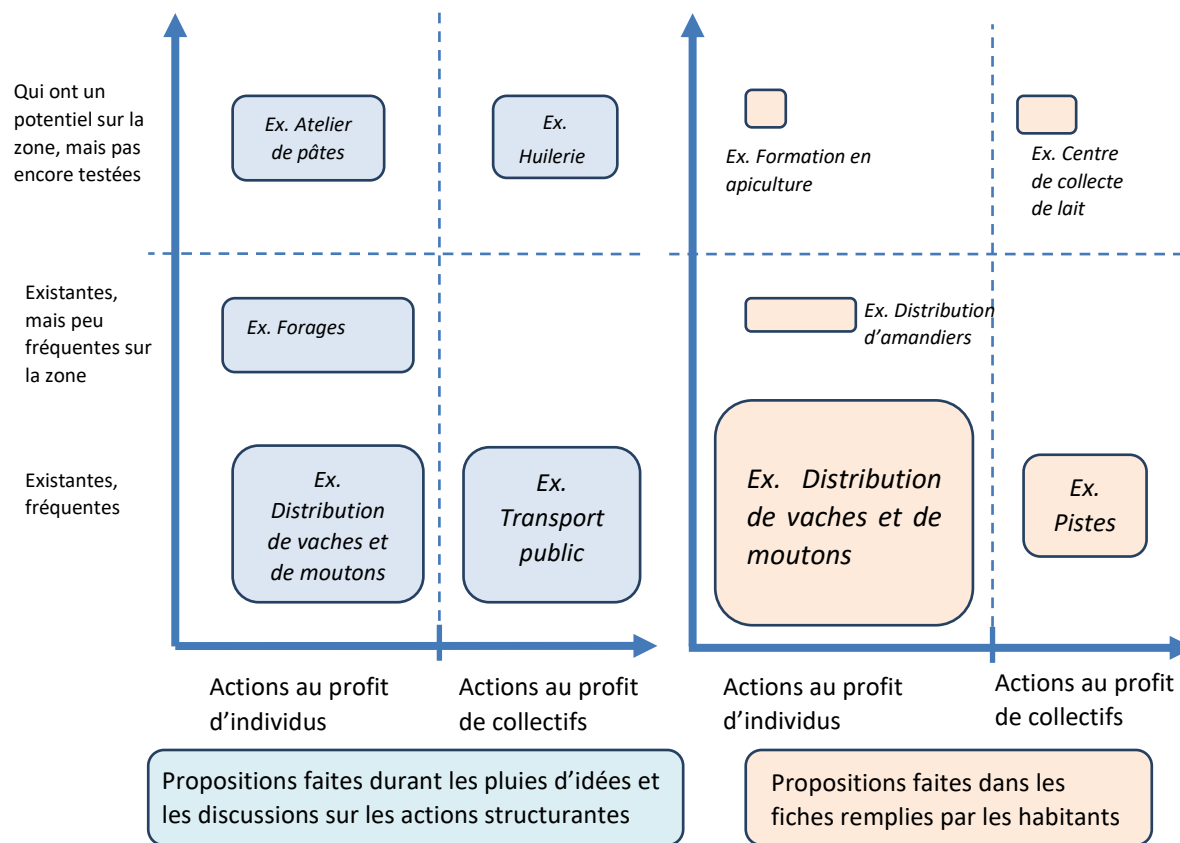 Qui ont un
potentiel sur la
zone, mais pas
encore testées
Ex. Atelier
de pâtes
Ex.
Huilerie
Ex. Formation en
apiculture
Ex. Centre
de collecte
de lait
Existantes,
mais peu
fréquentes sur
la zone
Ex. Forages
Ex. Distribution
d’amandiers
Existantes,
fréquentes
Ex.
Distribution
de vaches et
de moutons
Ex.
Transport
public
Ex. Distribution
de vaches et de
moutons
Ex.
Pistes
Actions au profit
d’individus
Actions au profit
de collectifs
Actions au profit
d’individus
Actions au profit
de collectifs
Propositions faites durant les pluies d’idées et
les discussions sur les actions structurantes
Propositions faites dans les
fiches remplies par les habitants